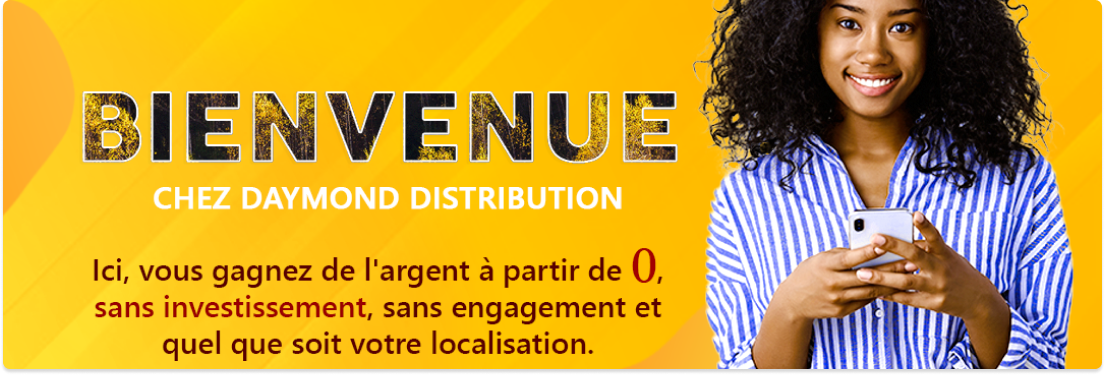 BIENVENUE
CHEZ DAYMOND DISTRIBUTION
Ici, vous gagnez de l'argent à partir de 0,
sans investissement, sans engagement et
quel que soit votre localisation.